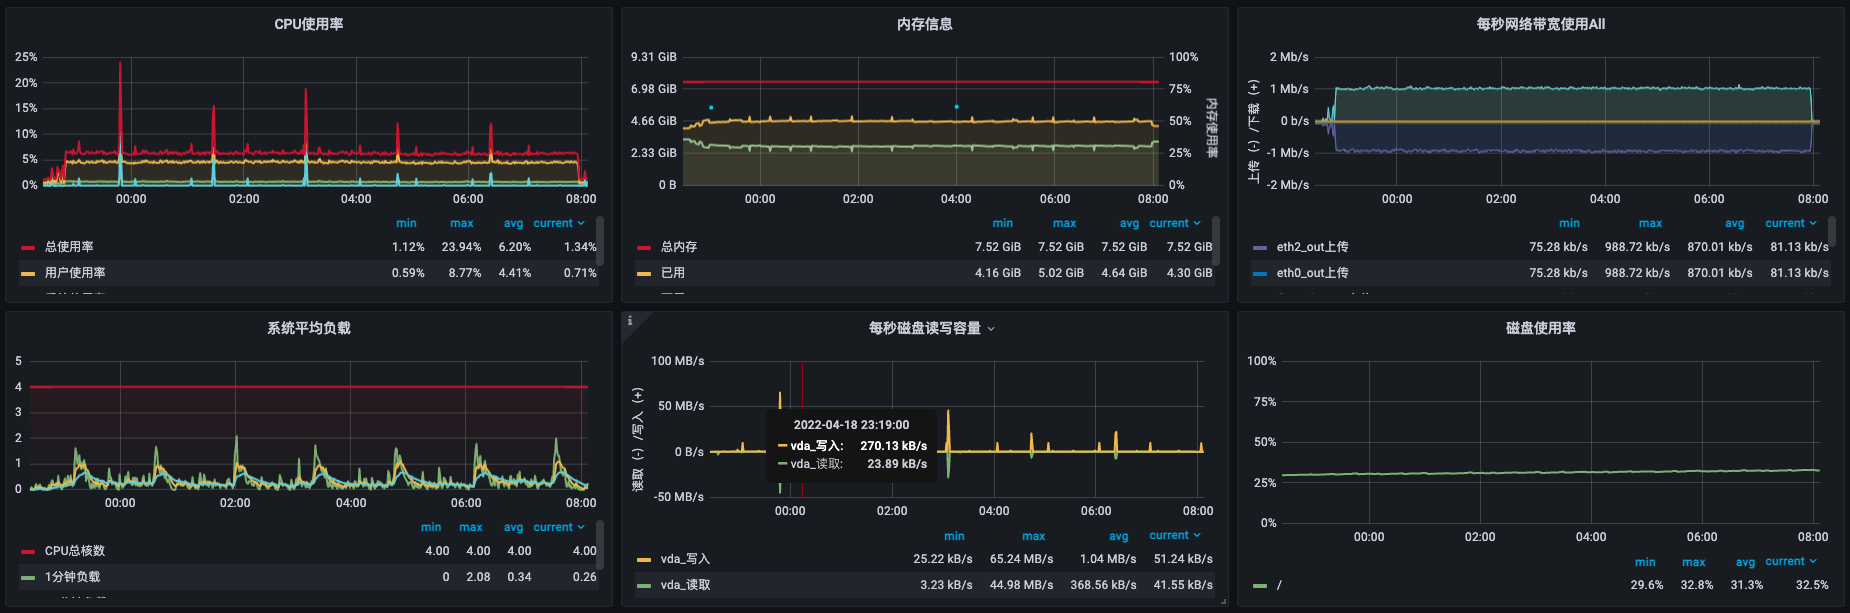 CPU使用率
25%
20%
15%
10%
5%
0%
00:00 02:00 04:00 06:00 08:00
min max avg current
总使用率 1.12% 23.94% 6.20% 1.34%
用户使用率 0.59% 8.77% 4.41% 0.71%
内存信息
9.31 GiB 100%
6.98 GiB 75%
4.66 GiB 50%
2.33 GiB 25%
0 B 0%
内存使用率
00:00 02:00 04:00 06:00 08:00
min max avg current
总内存 7.52 GiB 7.52 GiB 7.52 GiB 7.52 GiB
已用 4.16 GiB 5.02 GiB 4.64 GiB 4.30 GiB
每秒网络带宽使用All
上传 (-) /下载 (+)
2 Mb/s
1 Mb/s
0 b/s
-1 Mb/s
-2 Mb/s
00:00 02:00 04:00 06:00 08:00
min max avg current
eth2_out上传 75.28 kb/s 988.72 kb/s 870.01 kb/s 81.13 kb/s
eth0_out上传 75.28 kb/s 988.72 kb/s 870.01 kb/s 81.13 kb/s
系统平均负载
5
4
3
2
1
0
00:00 02:00 04:00 06:00 08:00
min max avg current
CPU总核数 4.00 4.00 4.00 4.00
1分钟负载 0 2.08 0.34 0.26
i
每秒磁盘读写容量
读取 (-) /写入 (+)
100 MB/s
50 MB/s
0 B/s
-50 MB/s
2022-04-18 23:19:00
vda_写入: 270.13 kB/s
vda_读取: 23.89 kB/s
00:00 02:00 04:00 06:00 08:00
min max avg current
vda_写入 25.22 kB/s 65.24 MB/s 1.04 MB/s 51.24 kB/s
vda_读取 3.23 kB/s 44.98 MB/s 368.56 kB/s 41.55 kB/s
磁盘使用率
100%
75%
50%
25%
0%
00:00 02:00 04:00 06:00 08:00
min max avg current
/ 29.6% 32.8% 31.3% 32.5%